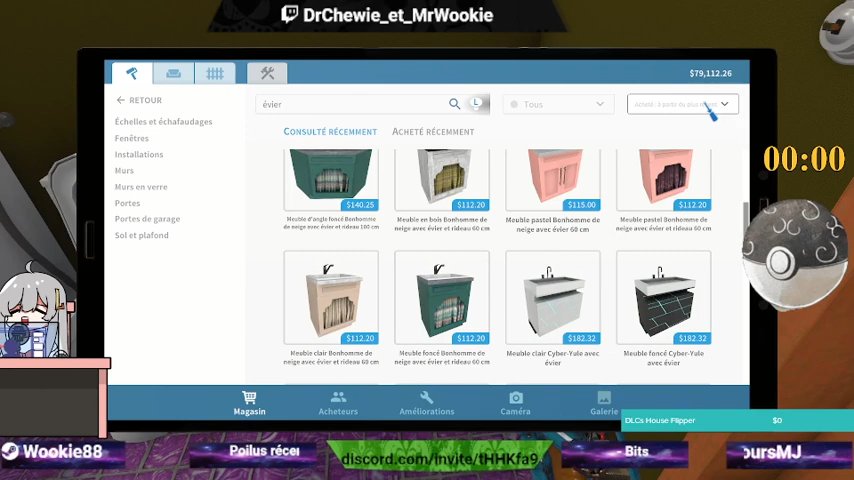 DrChewie_et_MrWookie
$79,112.26
RETOUR
évier
Tous
Échelles et échafaudages
Fenêtres
Installations
Murs
Murs en verre
Portes
Portes de garage
Sol et plafond
CONSULTÉ RÉCEMMENT
ACHETÉ RÉCEMMENT
$140.25
$112.20
$115.00
$112.20
Meuble d'angle foncé Bonhomme de neige avec évier et rideau 100 cm
Meuble en bois Bonhomme de neige avec évier et rideau 60 cm
Meuble pastel Bonhomme de neige avec évier 60 cm
Meuble pastel Bonhomme de neige avec évier et rideau 60 cm
$112.20
$112.20
$182.32
$182.32
Meuble clair Bonhomme de neige avec évier et rideau 60 cm
Meuble foncé Bonhomme de neige avec évier et rideau 60 cm
Meuble clair Cyber-Yule avec évier
Meuble foncé Cyber-Yule avec évier
00:00
Magasin
Acheteurs
Améliorations
Caméra
Galerie
DLCs House Flipper
$0
Wookie88
Poilus récen
discord.com/invite/tHHKfa9
Bits
oursMJ